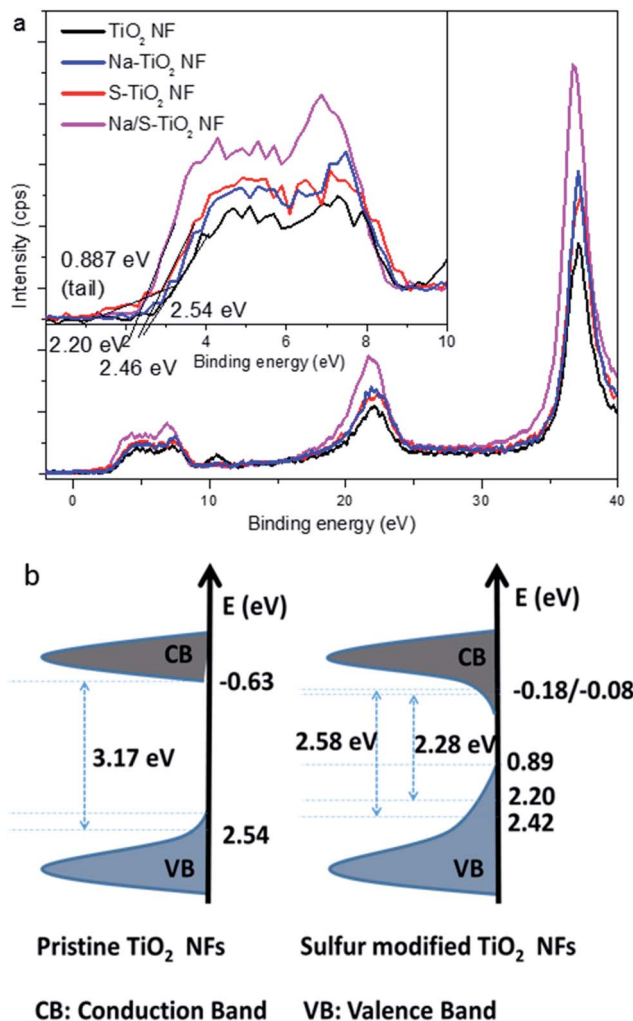 a
TiO₂ NF
Na-TiO₂ NF
S-TiO₂ NF
Na/S-TiO₂ NF
Intensity (cps)
0.887 eV
(tail)
2.54 eV
2.20 eV
2.46 eV
4 6 8 10
Binding energy (eV)
0 10 20 30 40
Binding energy (eV)
b
E (eV) E (eV)
CB CB
-0.63 -0.18/-0.08
3.17 eV 2.58 eV 2.28 eV
0.89
2.20
2.54 2.42
VB VB
Pristine TiO₂ NFs Sulfur modified TiO₂ NFs
CB: Conduction Band VB: Valence Band